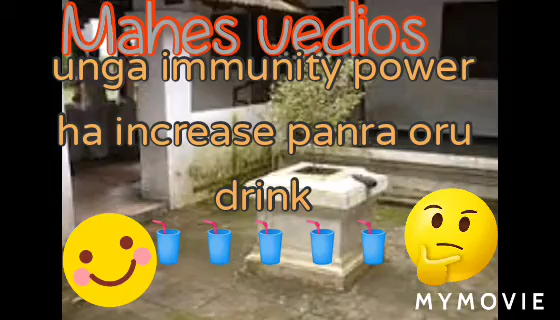 Mahes vedios
unga immunity power
ha increase panra oru
drink
MYMOVIE